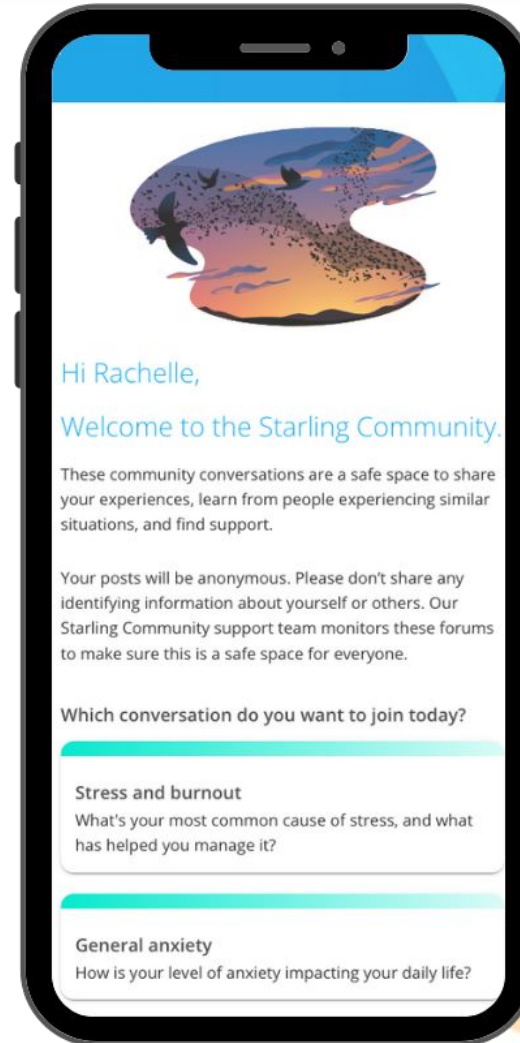 Hi Rachelle,
Welcome to the Starling Community.
These community conversations are a safe space to share
your experiences, learn from people experiencing similar
situations, and find support.
Your posts will be anonymous. Please don’t share any
identifying information about yourself or others. Our
Starling Community support team monitors these forums
to make sure this is a safe space for everyone.
Which conversation do you want to join today?
Stress and burnout
What's your most common cause of stress, and what
has helped you manage it?
General anxiety
How is your level of anxiety impacting your daily life?